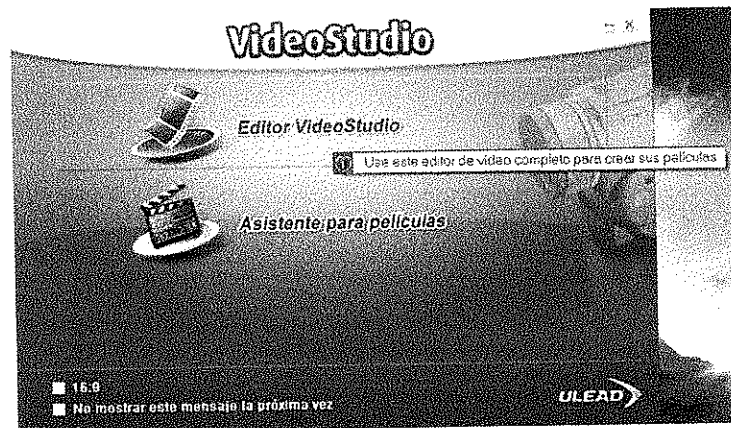 VideoStudio
Editor VideoStudio
Use este editor de vídeo completo para crear sus películas
Asistente para películas
16:9
No mostrar este mensaje la próxima vez
ULEAD